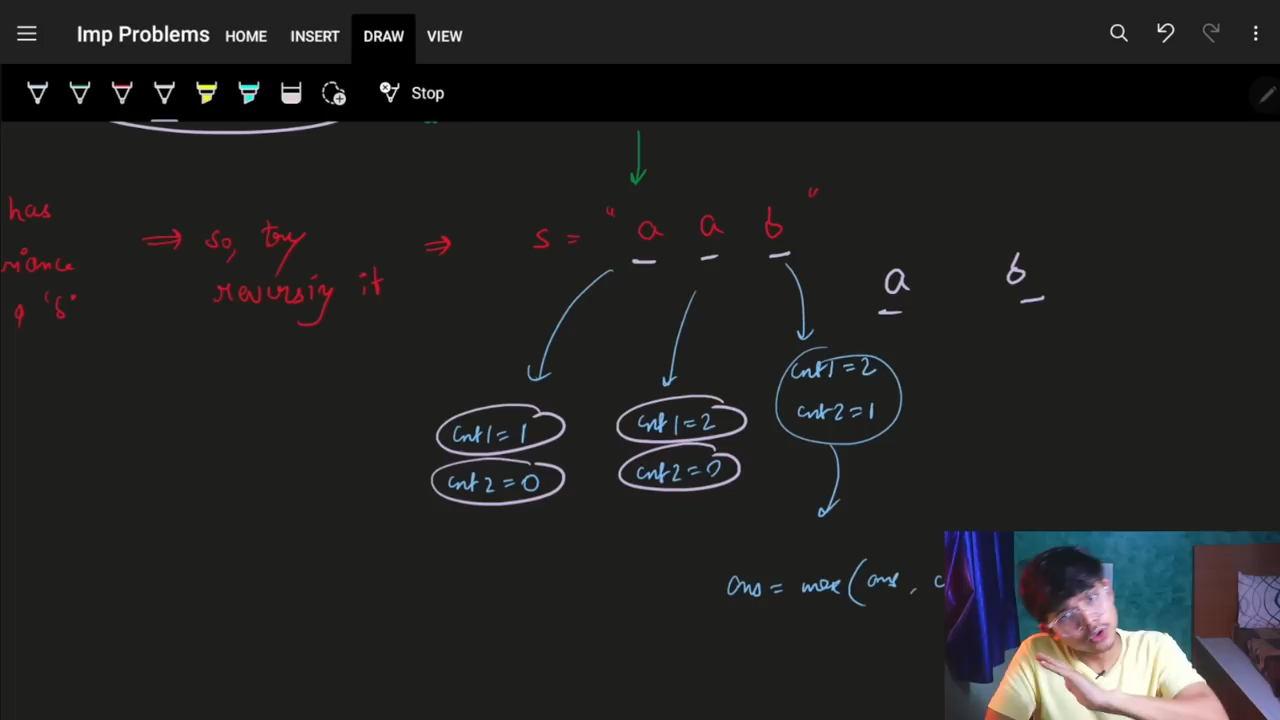 Imp Problems HOME INSERT DRAW VIEW
Stop
has
riance
"b"
⇒ so, try
reversing it
⇒ s = "a a b"
a b
cnt1 = 1
cnt2 = 0
cnt1 = 2
cnt2 = 0
cnt1 = 2
cnt2 = 1
ans = max(ans, c